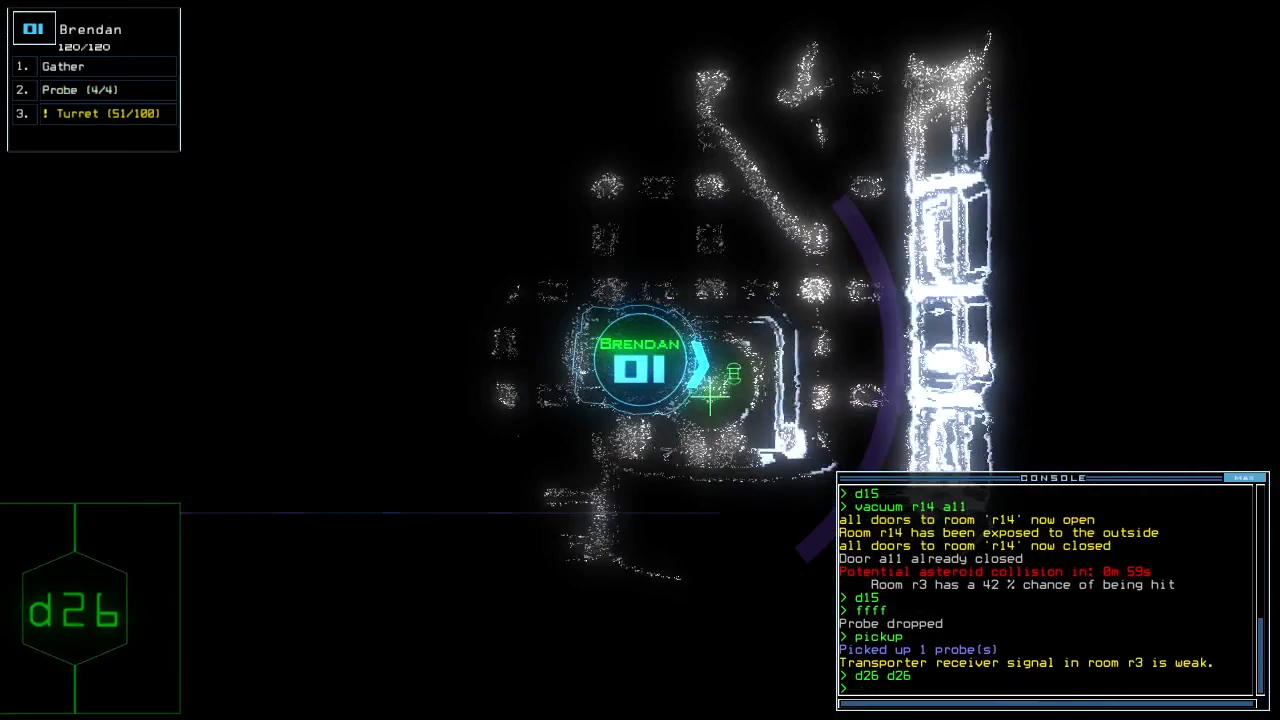 01 Brendan
120/120
1. Gather
2. Probe (4/4)
3. ! Turret (51/100)
BRENDAN
01
d26
CONSOLE
MAX
> d15
> vacuum r14 a11
all doors to room 'r14' now open
Room r14 has been exposed to the outside
all doors to room 'r14' now closed
Door a11 already closed
Potential asteroid collision in: 0m 59s
Room r3 has a 42 % chance of being hit
> d15
> ffff
Probe dropped
> pickup
Picked up 1 probe(s)
Transporter receiver signal in room r3 is weak.
> d26 d26
>